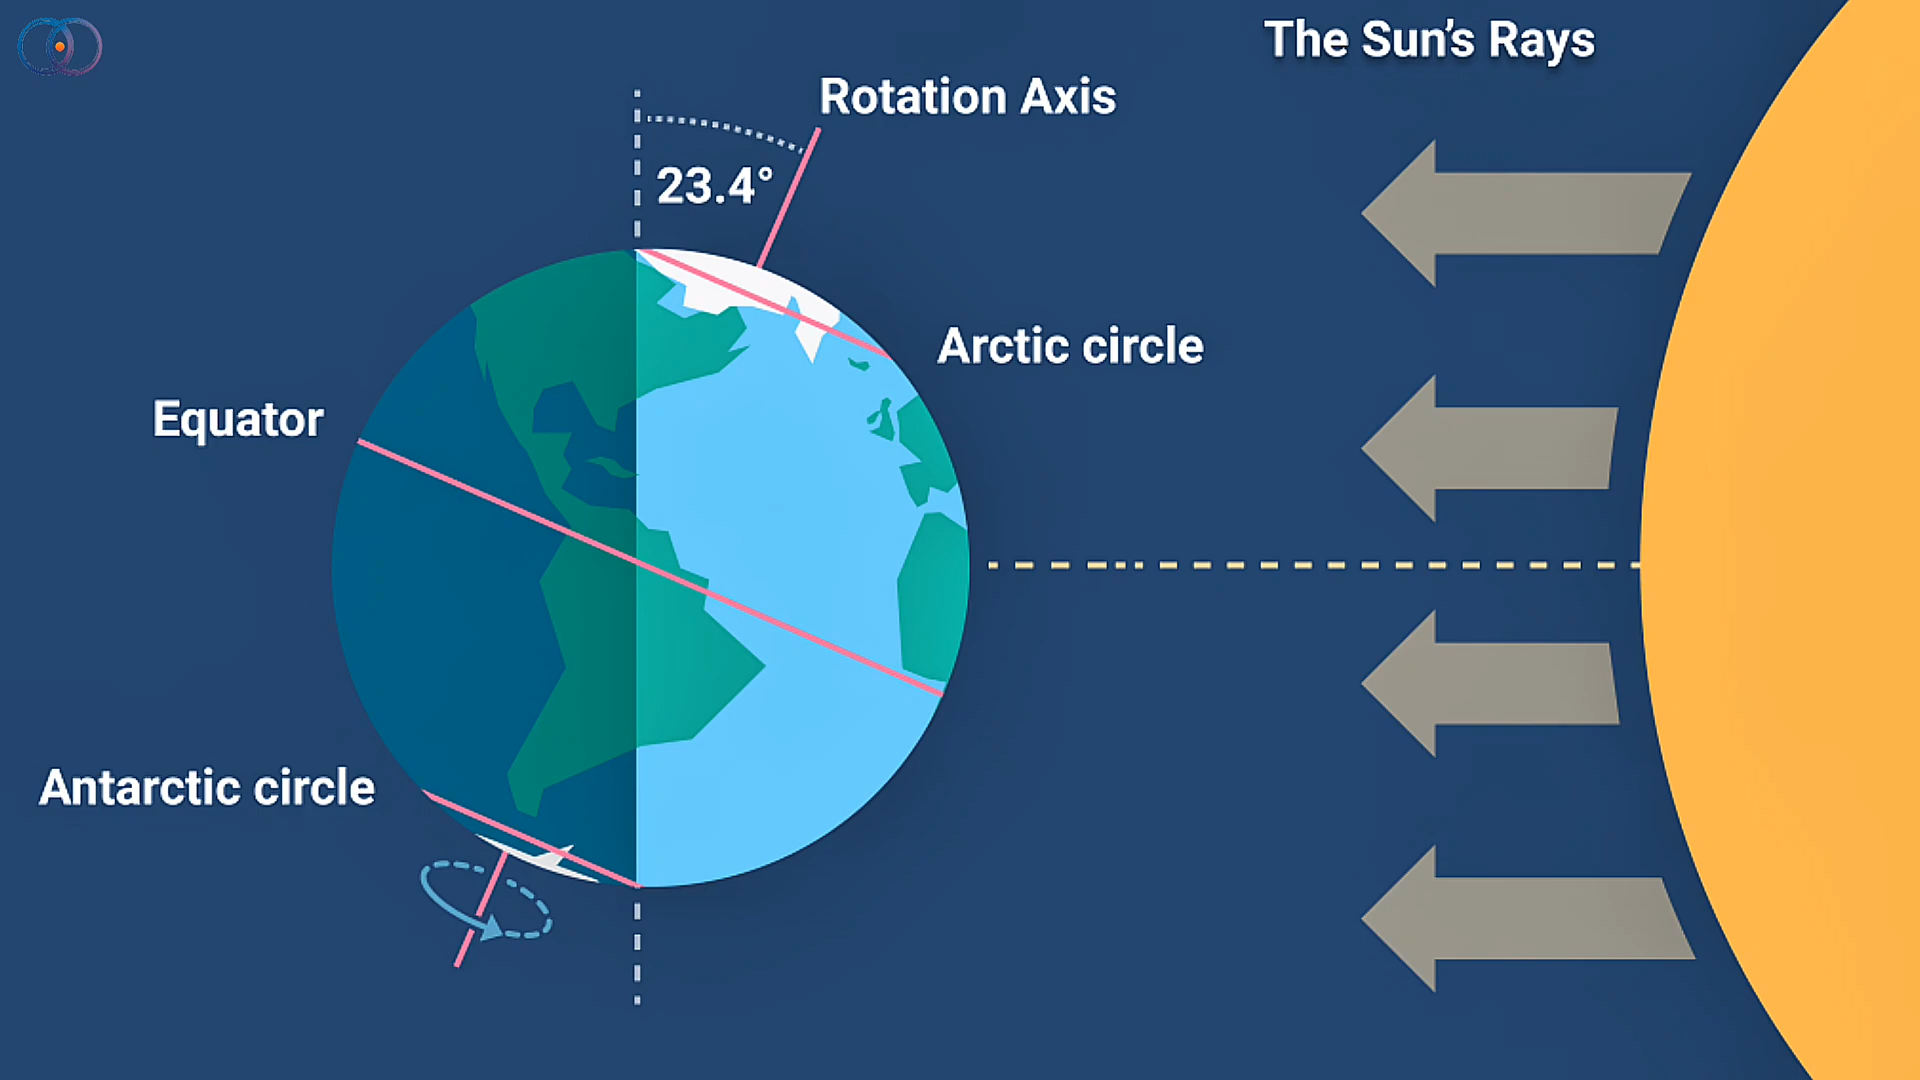 The Sun's Rays
Rotation Axis
23.4°
Arctic circle
Equator
Antarctic circle